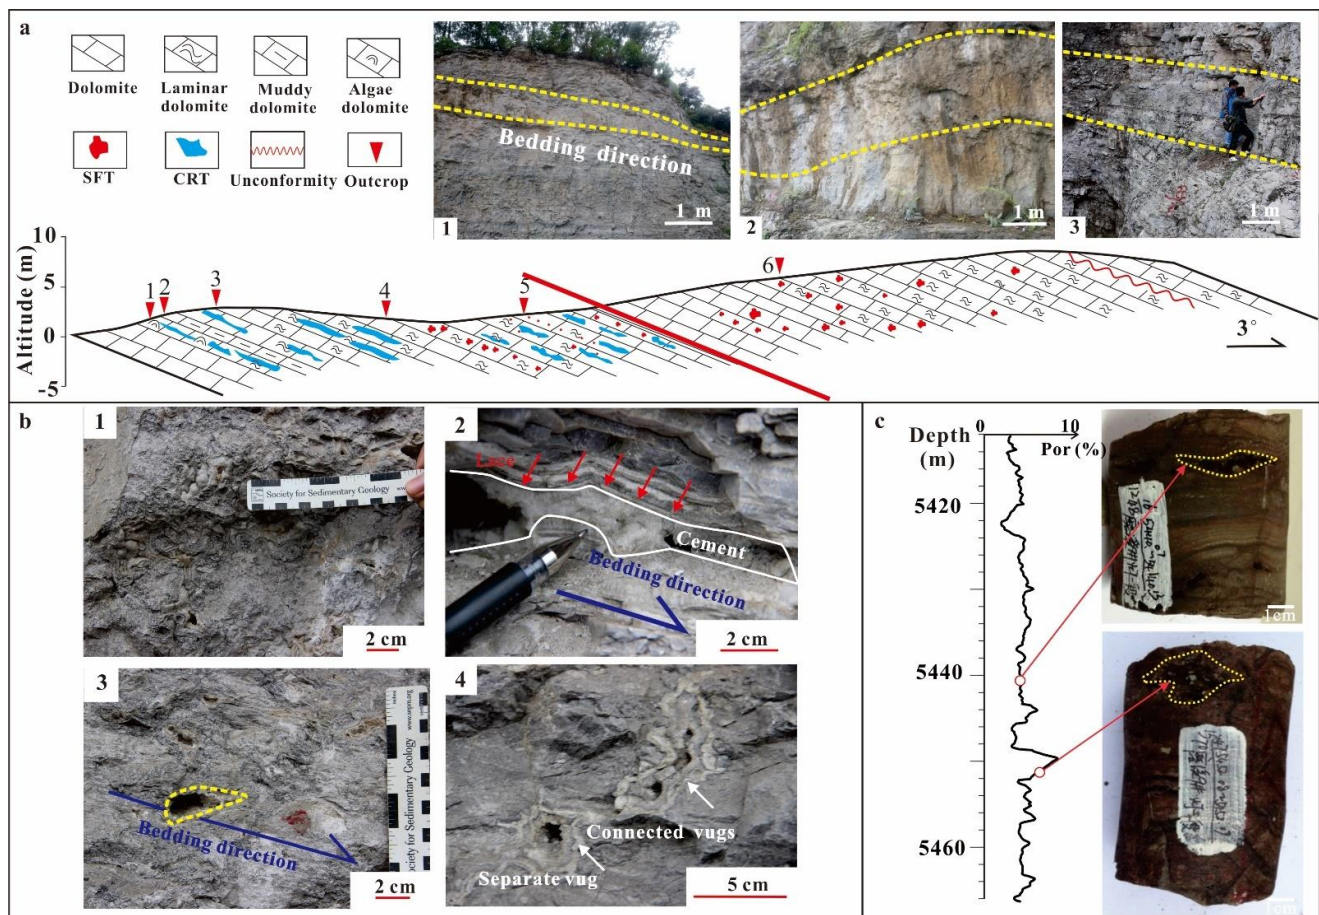 a
Dolomite
Laminar
dolomite
Muddy
dolomite
Algae
dolomite
SFT
CRT
Unconformity
Outcrop
Bedding direction
1 m
1
1 m
2
1 m
3
Altitude (m)
10
5
0
-5
1
2
3
4
5
6
3°
b
1
Society for Sedimentary Geology
2 cm
2
Cement
Bedding direction
2 cm
3
Bedding direction
Society for Sedimentary Geology
www.sepm.org
2 cm
4
Connected vugs
Separate vug
5 cm
c
Depth
(m)
0
10
Por (%)
5420
5440
5460
1cm
1cm